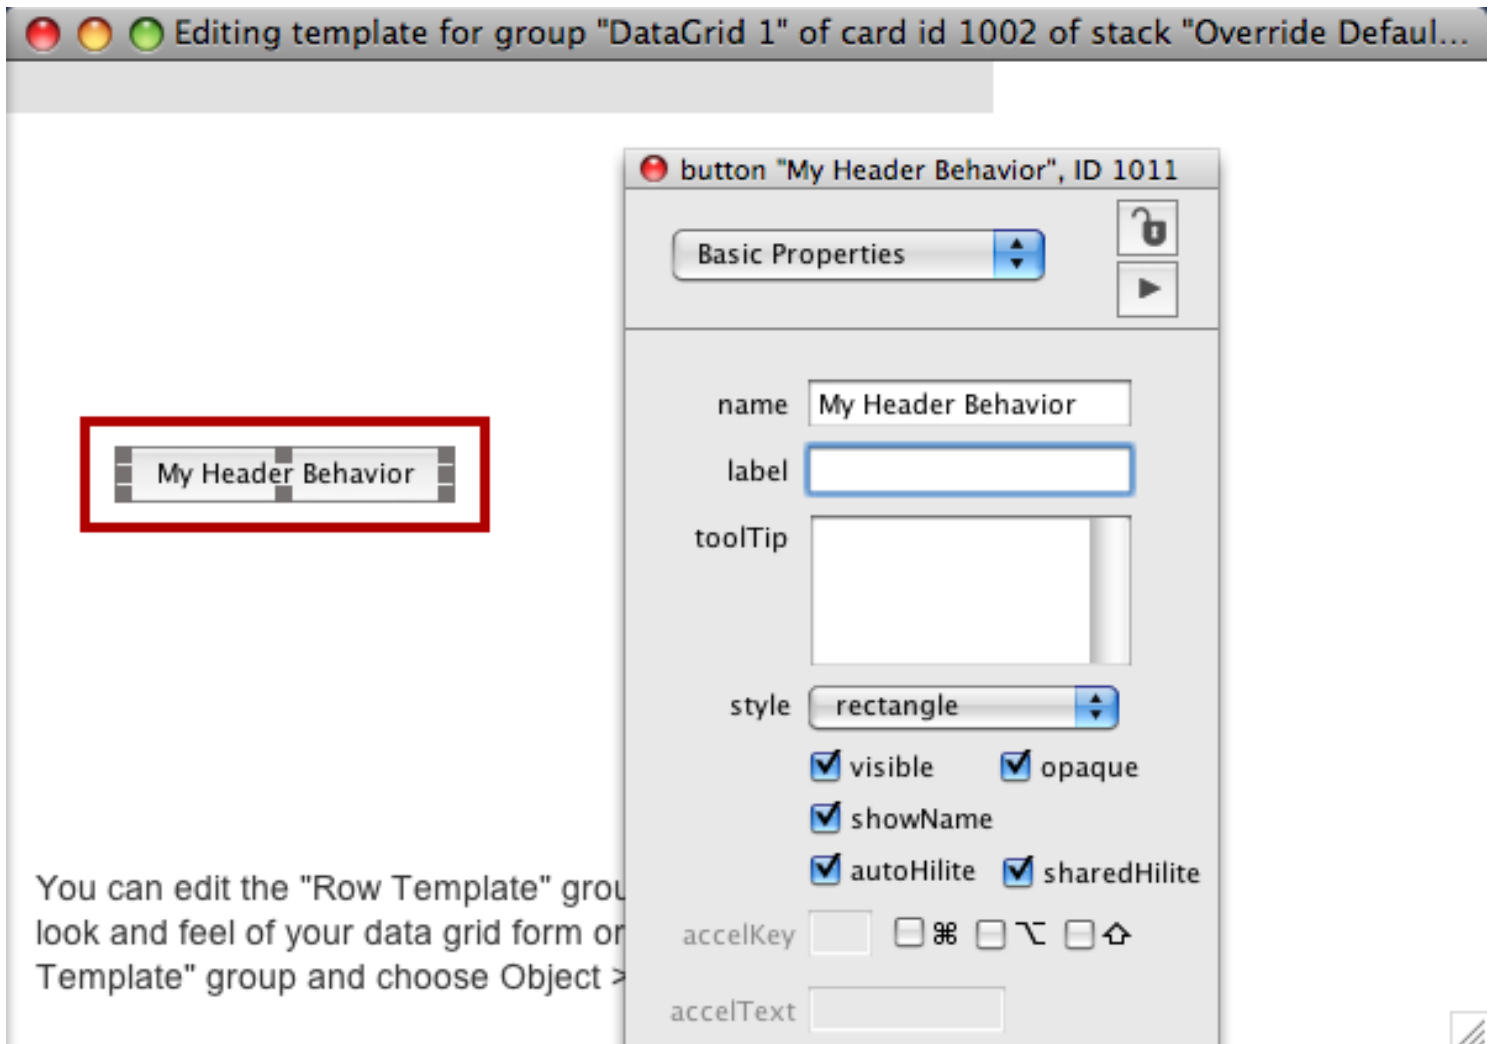 Editing template for group "DataGrid 1" of card id 1002 of stack "Override Defaul...
button "My Header Behavior", ID 1011
Basic Properties
name My Header Behavior
label
My Header Behavior
toolTip
style rectangle
visible opaque
showName
autoHilite sharedHilite
You can edit the "Row Template" grou
look and feel of your data grid form or
Template" group and choose Object >
accelKey ⌘ ⌥ ⇧
accelText